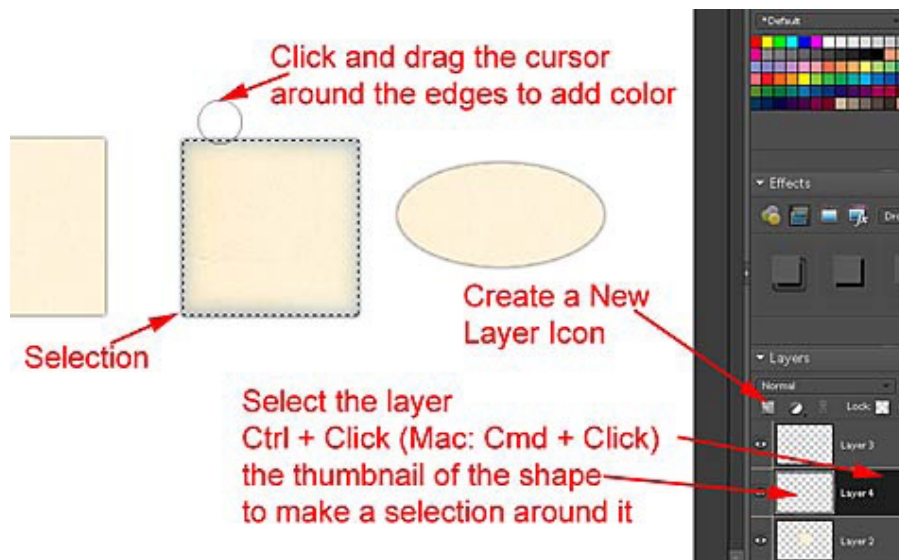 *Default
Click and drag the cursor
around the edges to add color
Effects
Create a New
Layer Icon
Selection
Layers
Normal
Lock:
Select the layer
Ctrl + Click (Mac: Cmd + Click)
the thumbnail of the shape
to make a selection around it
Layer 3
Layer 4
Layer 2